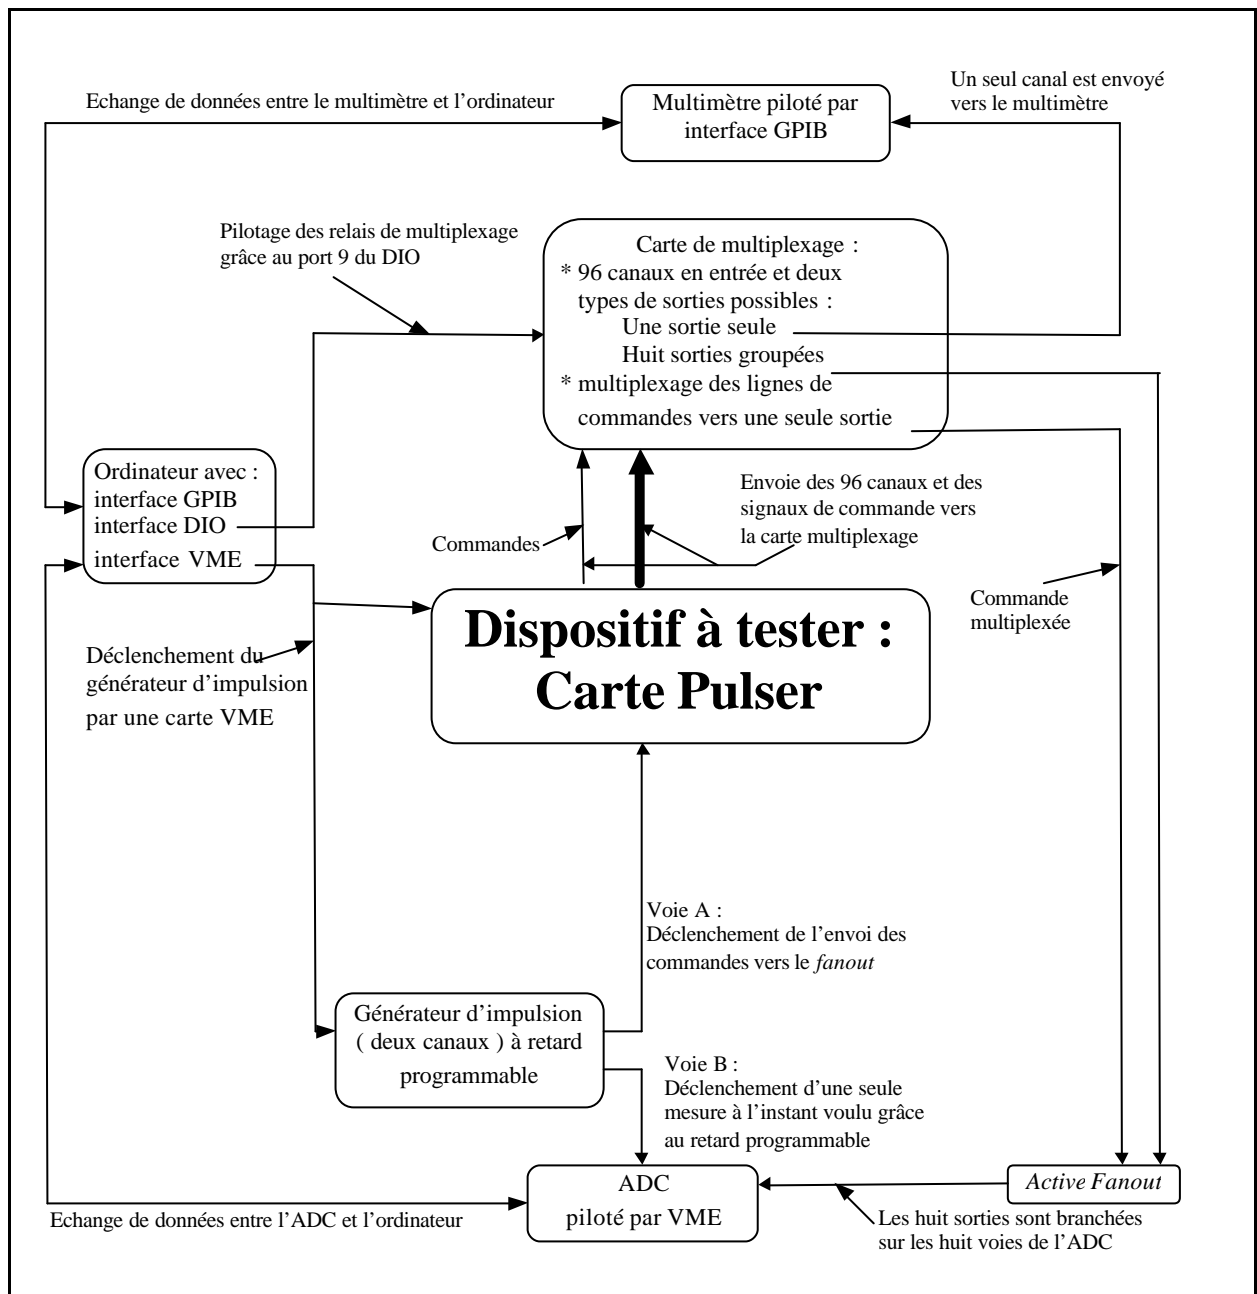 Un seul canal est envoyé
vers le multimètre
Echange de données entre le multimètre et l'ordinateur
Multimètre piloté par
interface GPIB
Pilotage des relais de multiplexage
grâce au port 9 du DIO
Carte de multiplexage :
* 96 canaux en entrée et deux
types de sorties possibles :
Une sortie seule
Huit sorties groupées
* multiplexage des lignes de
commandes vers une seule sortie
Ordinateur avec :
interface GPIB
interface DIO
interface VME
Commandes
Envoie des 96 canaux et des
signaux de commande vers
la carte multiplexage
Commande
multiplexée
Dispositif à tester :
Carte Pulser
Déclenchement du
générateur d'impulsion
par une carte VME
Voie A :
Déclenchement de l'envoi des
commandes vers le fanout
Générateur d'impulsion
( deux canaux ) à retard
programmable
Voie B :
Déclenchement d'une seule
mesure à l'instant voulu grâce
au retard programmable
ADC
piloté par VME
Active Fanout
Echange de données entre l'ADC et l'ordinateur
Les huit sorties sont branchées
sur les huit voies de l'ADC